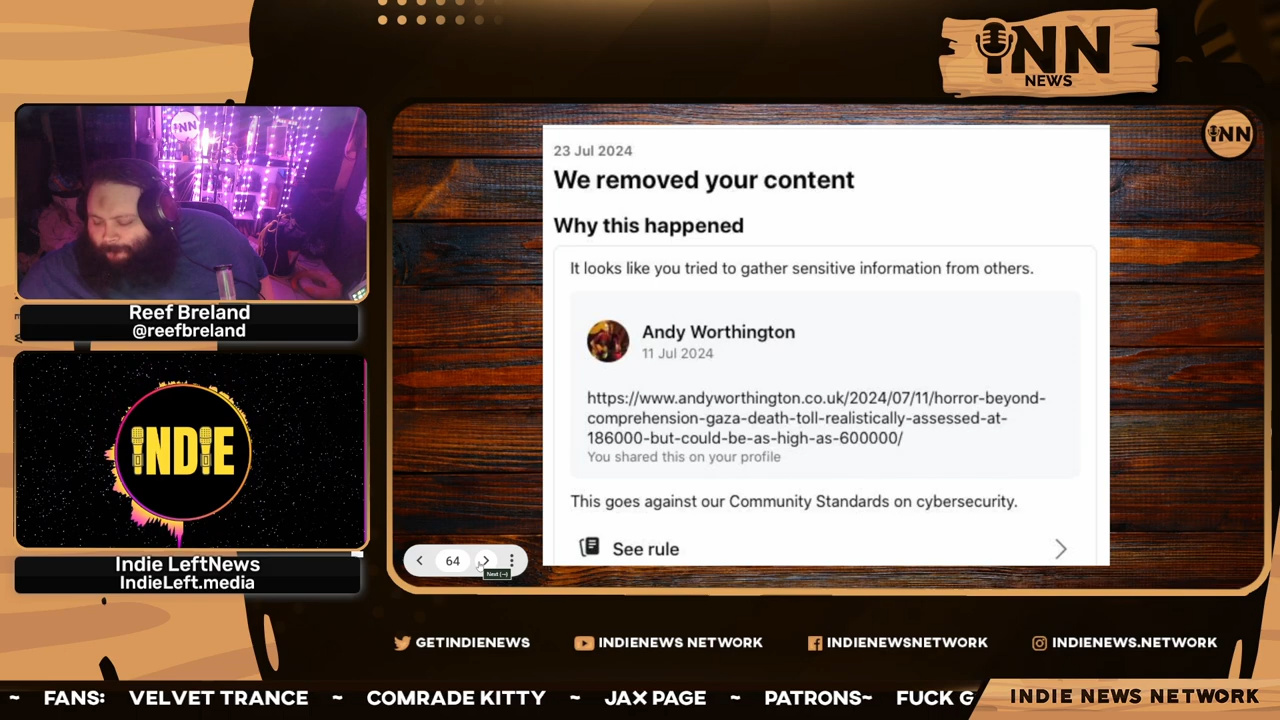 INN
NEWS
INN
INN
Reef Breland
@reefbreland
INDIE
Indie LeftNews
IndieLeft.media
23 Jul 2024
We removed your content
Why this happened
It looks like you tried to gather sensitive information from others.
Andy Worthington
11 Jul 2024
https://www.andyworthington.co.uk/2024/07/11/horror-beyond-
comprehension-gaza-death-toll-realistically-assessed-at-
186000-but-could-be-as-high-as-600000/
You shared this on your profile
This goes against our Community Standards on cybersecurity.
See rule
64
Next (→)
GETINDIENEWS
INDIENEWS NETWORK
INDIENEWSNETWORK
INDIENEWS.NETWORK
~ FANS: VELVET TRANCE ~ COMRADE KITTY ~ JAX PAGE ~ PATRONS~ FUCK G
INDIE NEWS NETWORK